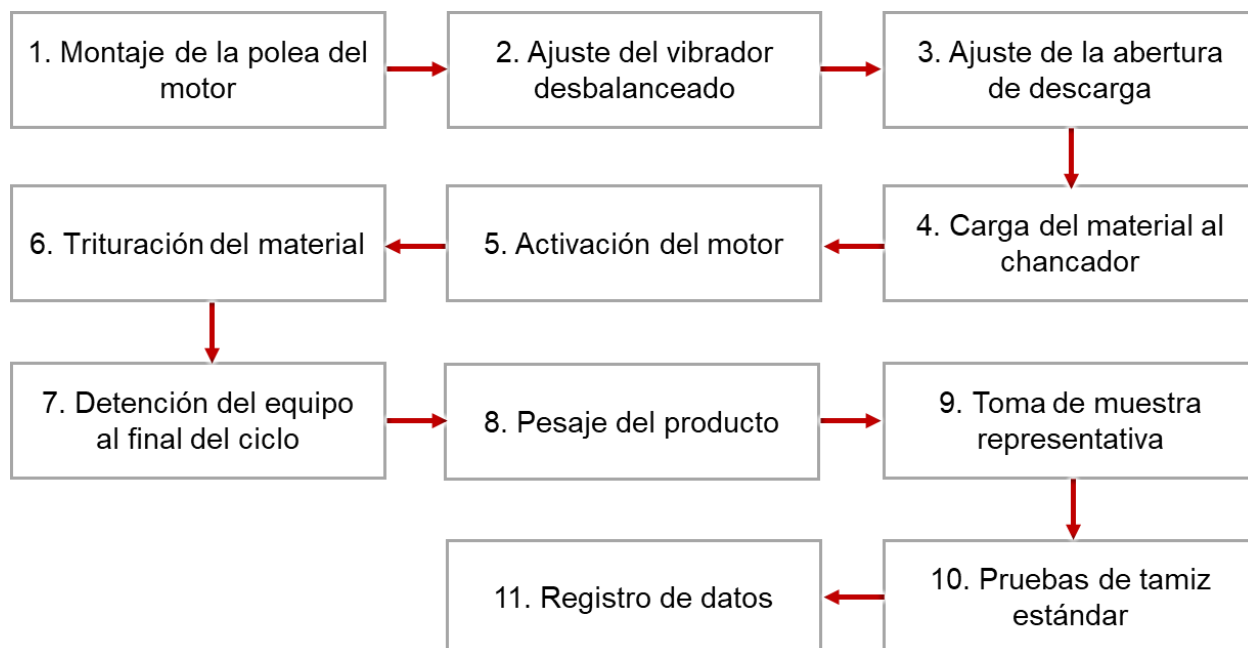 1. Montaje de la polea del
motor
2. Ajuste del vibrador
desbalanceado
3. Ajuste de la abertura
de descarga
4. Carga del material al
chancador
5. Activación del motor
6. Trituración del material
7. Detención del equipo
al final del ciclo
8. Pesaje del producto
9. Toma de muestra
representativa
10. Pruebas de tamiz
estándar
11. Registro de datos